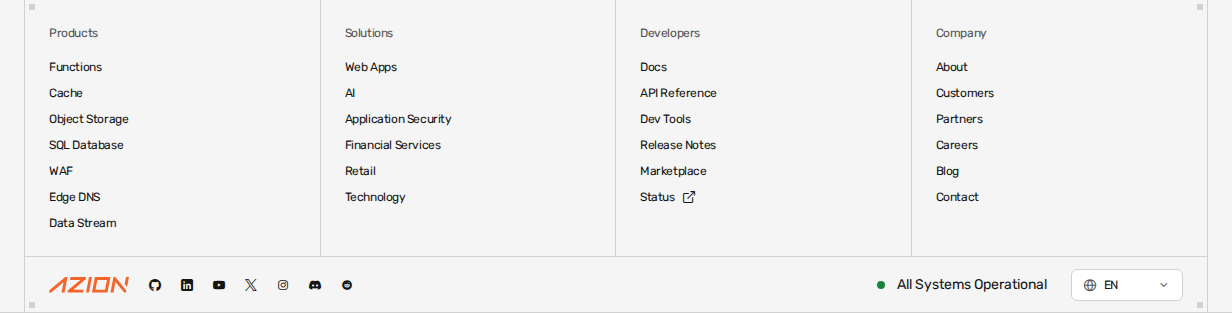 Products
Functions
Cache
Object Storage
SQL Database
WAF
Edge DNS
Data Stream
Solutions
Web Apps
AI
Application Security
Financial Services
Retail
Technology
Developers
Docs
API Reference
Dev Tools
Release Notes
Marketplace
Status
Company
About
Customers
Partners
Careers
Blog
Contact
AZION
All Systems Operational
EN